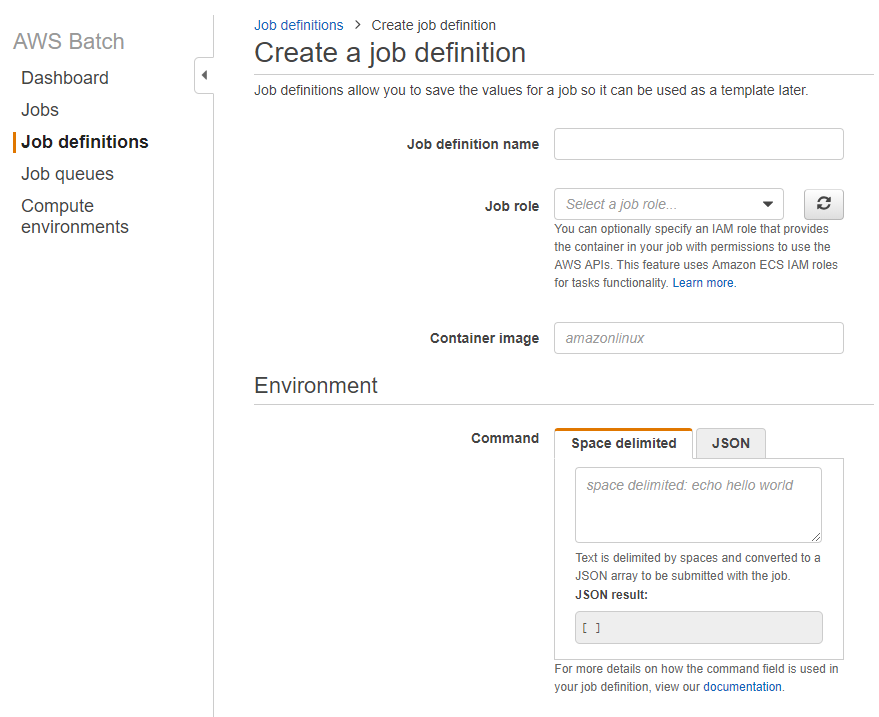 AWS Batch
Dashboard
Jobs
Job definitions
Job queues
Compute
environments
Job definitions > Create job definition
Create a job definition
Job definitions allow you to save the values for a job so it can be used as a template later.
Job definition name
Job role
Select a job role...
You can optionally specify an IAM role that provides
the container in your job with permissions to use the
AWS APIs. This feature uses Amazon ECS IAM roles
for tasks functionality. Learn more.
Container image
amazonlinux
Environment
Command
Space delimited
JSON
space delimited: echo hello world
Text is delimited by spaces and converted to a
JSON array to be submitted with the job.
JSON result:
[ ]
For more details on how the command field is used in
your job definition, view our documentation.